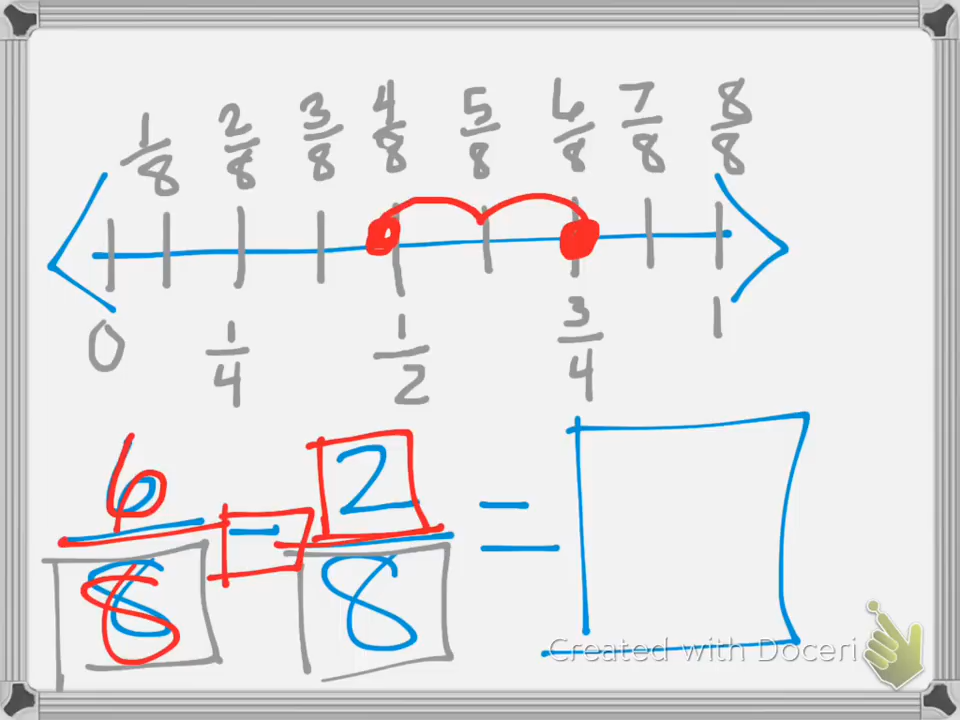 1/8 2/8 3/8 4/8 5/8 6/8 7/8 8/8
0 1/4 1/2 3/4 1
6/8 - 2/8 =
Created with Doceri